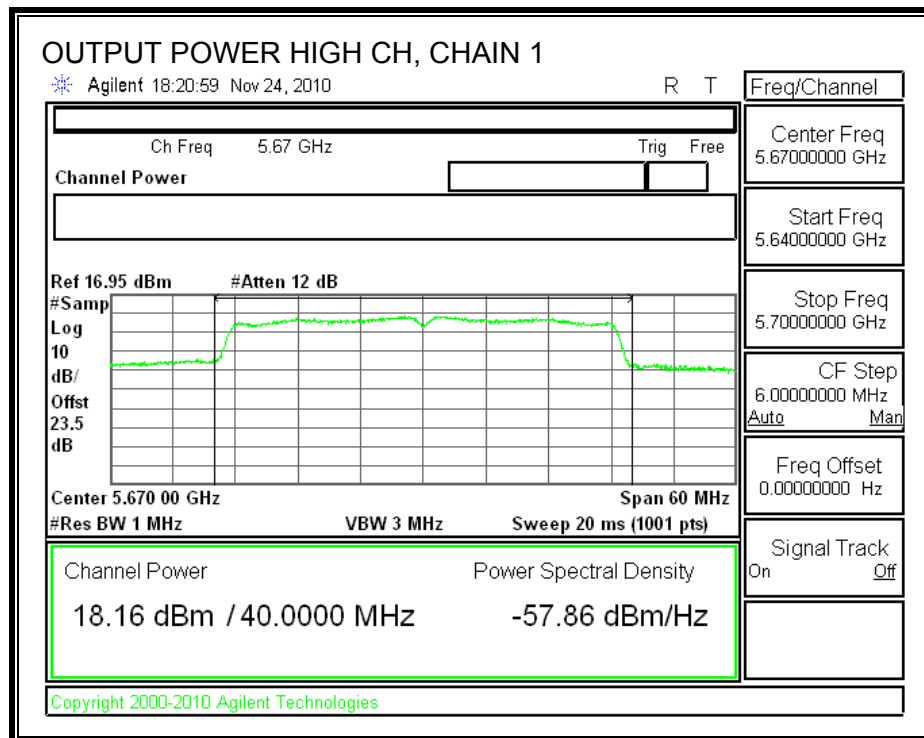 OUTPUT POWER HIGH CH, CHAIN 1
Agilent 18:20:59 Nov 24, 2010 R T
Freq/Channel
Ch Freq 5.67 GHz Trig Free
Channel Power
Center Freq
5.67000000 GHz
Start Freq
5.64000000 GHz
Stop Freq
5.70000000 GHz
CF Step
6.00000000 MHz
Auto Man
Freq Offset
0.00000000 Hz
Signal Track
On Off
Ref 16.95 dBm #Atten 12 dB
#Samp
Log
10
dB/
Offst
23.5
dB
Center 5.670 00 GHz Span 60 MHz
#Res BW 1 MHz VBW 3 MHz Sweep 20 ms (1001 pts)
Channel Power Power Spectral Density
18.16 dBm / 40.0000 MHz -57.86 dBm/Hz
Copyright 2000-2010 Agilent Technologies